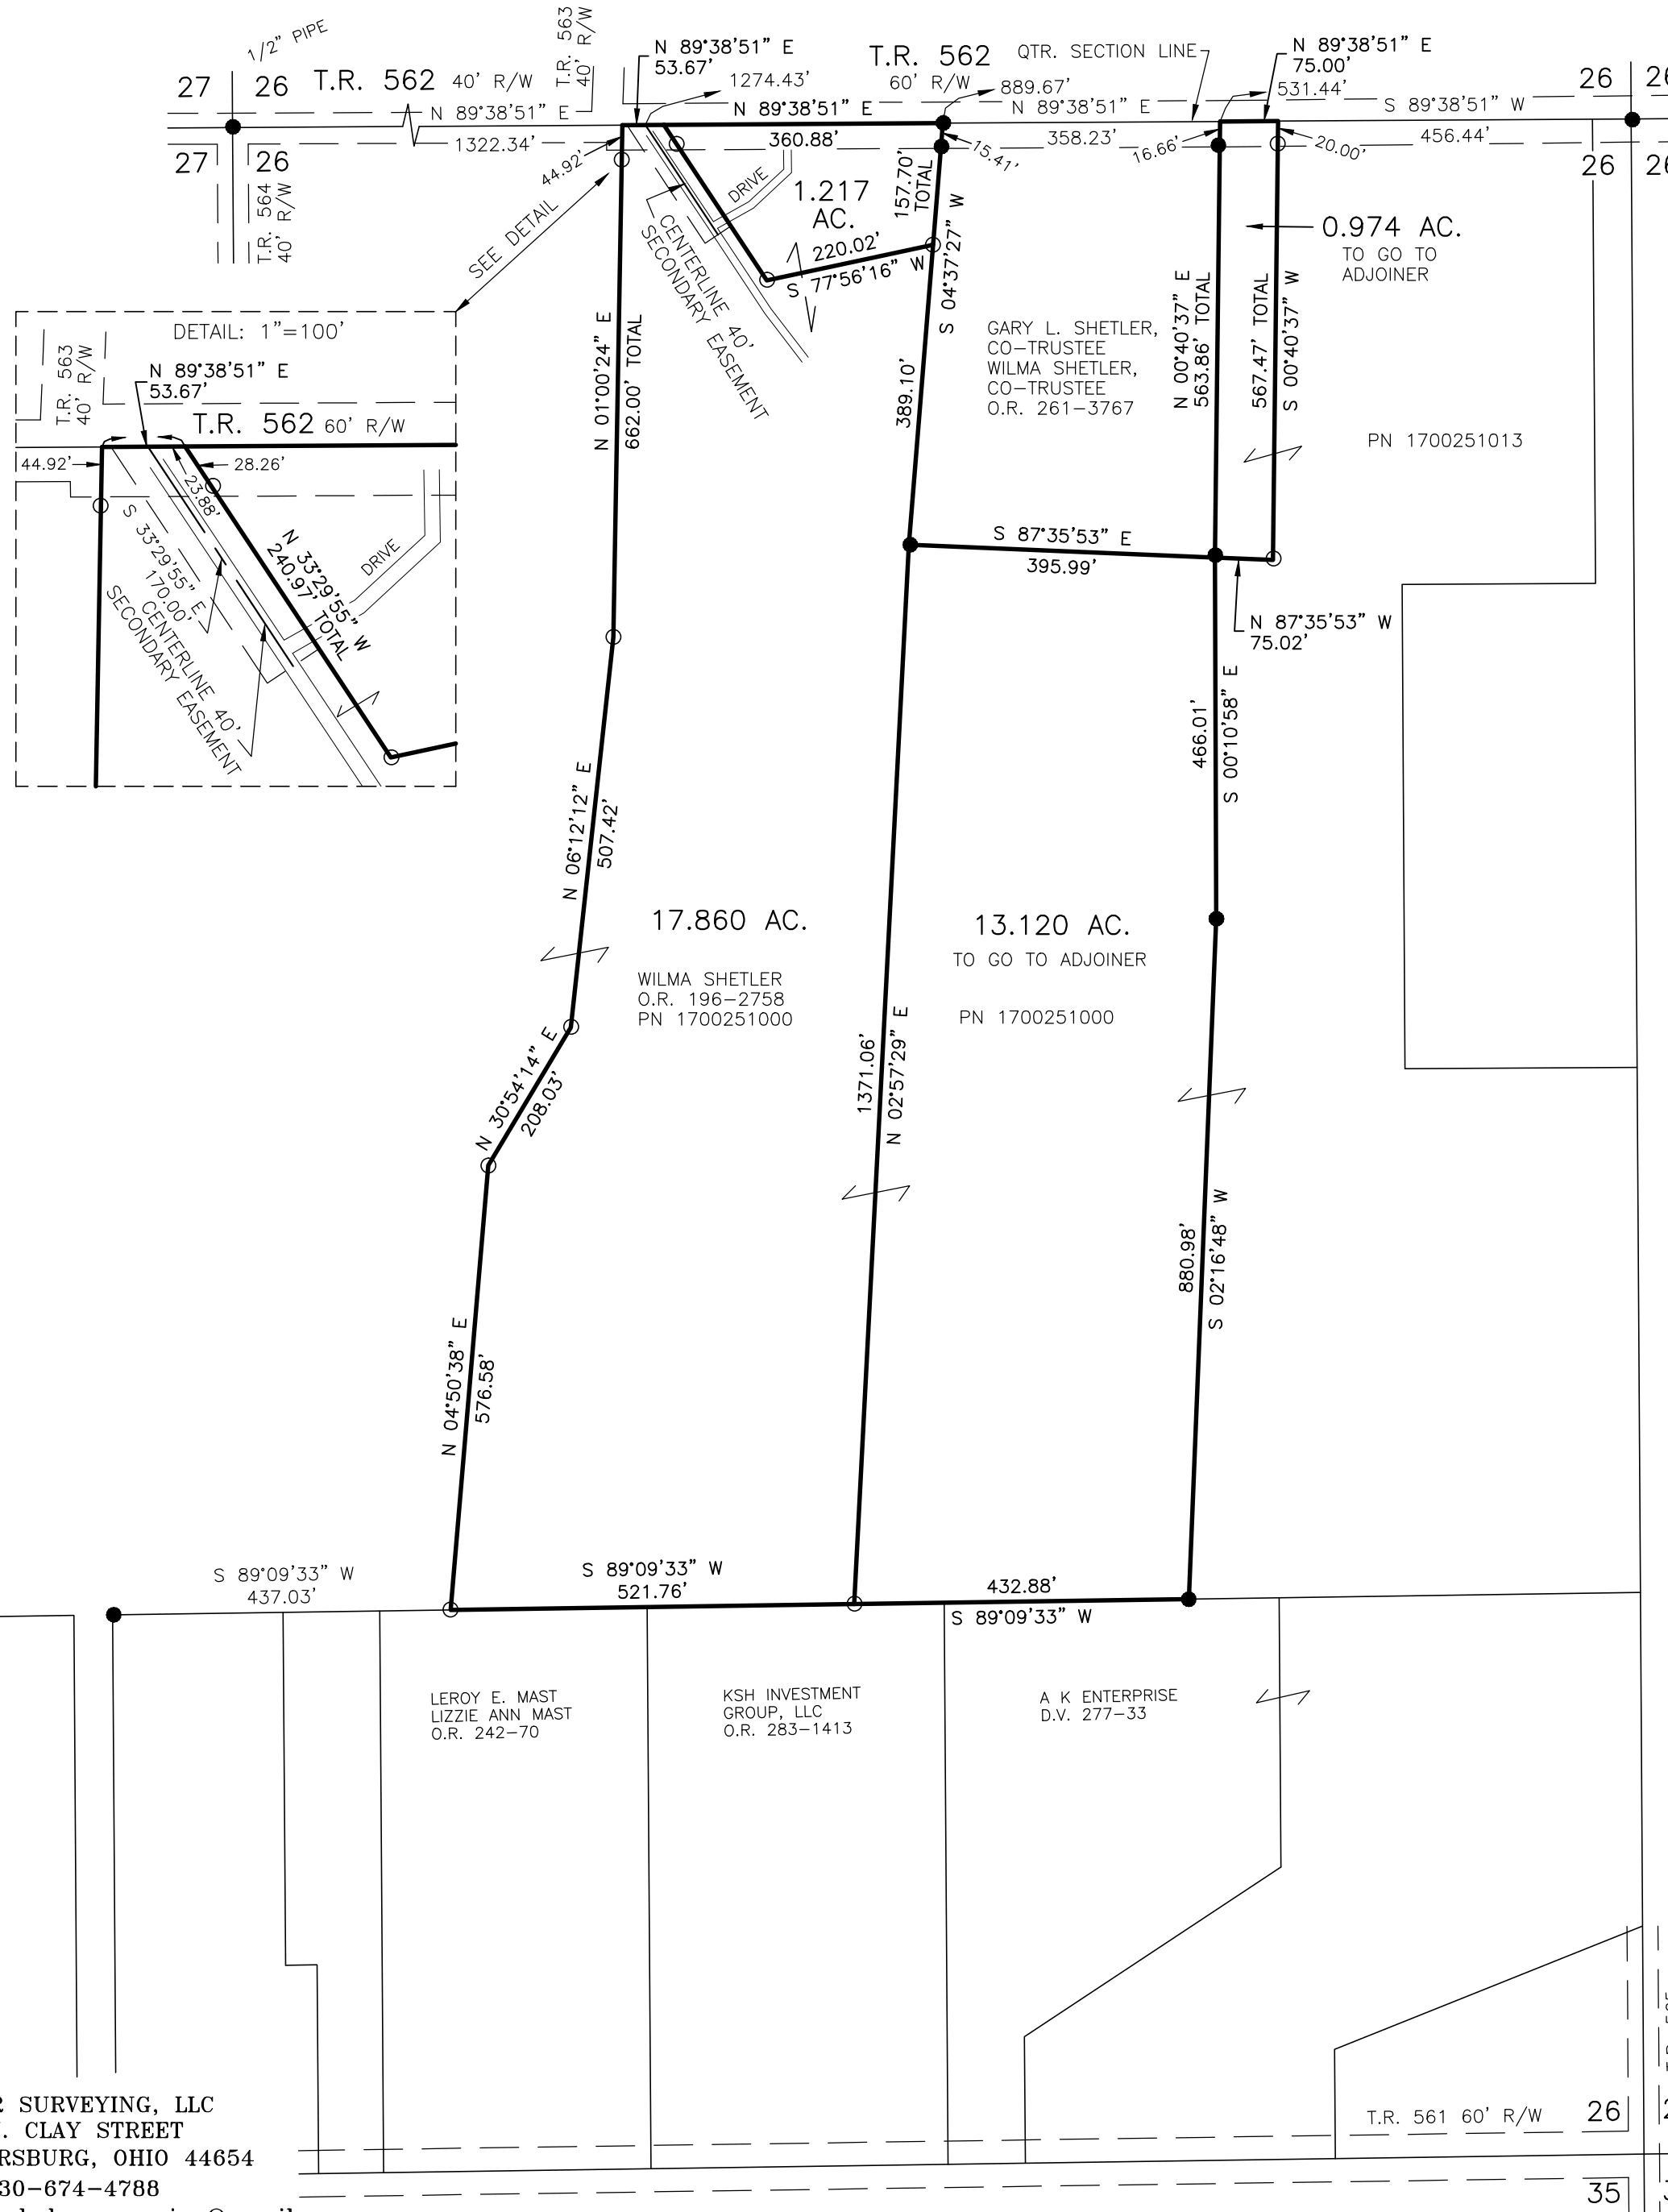 1/2" PIPE
27
26
T.R. 562 40' R/W
T.R. 563
40' R/W
N 89°38'51" E
53.67'
1274.43'
T.R. 562
60' R/W
QTR. SECTION LINE
889.67'
N 89°38'51" E
75.00'
531.44'
26
N 89°38'51" E
1322.34'
N 89°38'51" E
360.88'
N 89°38'51" E
358.23'
S 89°38'51" W
456.44'
27
26
T.R. 564
40' R/W
44.92'
15.41'
16.66'
20.00'
26
DRIVE
1.217
AC.
157.70'
TOTAL
220.02'
S 77°56'16" W
S 04°37'27" W
0.974 AC.
TO GO TO
ADJOINER
SEE DETAIL
CENTERLINE 40'
SECONDARY EASEMENT
N 01°00'24" E
662.00' TOTAL
389.10'
GARY L. SHETLER,
CO-TRUSTEE
WILMA SHETLER,
CO-TRUSTEE
O.R. 261-3767
N 00°40'37" E
563.86' TOTAL
567.47' TOTAL
S 00°40'37" W
PN 1700251013
DETAIL: 1"=100'
T.R. 563
40' R/W
N 89°38'51" E
53.67'
T.R. 562 60' R/W
44.92'
28.26'
23.88'
S 33°29'55" E
170.00'
CENTERLINE 40'
SECONDARY EASEMENT
N 33°29'55" W
240.97' TOTAL
DRIVE
S 87°35'53" E
395.99'
N 87°35'53" W
75.02'
466.01'
S 00°10'58" E
N 06°12'12" E
507.42'
17.860 AC.
WILMA SHETLER
O.R. 196-2758
PN 1700251000
13.120 AC.
TO GO TO ADJOINER
PN 1700251000
N 30°54'14" E
208.03'
1371.06'
N 02°57'29" E
880.98'
S 02°16'48" W
N 04°50'38" E
576.58'
S 89°09'33" W
437.03'
S 89°09'33" W
521.76'
432.88'
S 89°09'33" W
LEROY E. MAST
LIZZIE ANN MAST
O.R. 242-70
KSH INVESTMENT
GROUP, LLC
O.R. 283-1413
A K ENTERPRISE
D.V. 277-33
SURVEYING, LLC
CLAY STREET
RSBURG, OHIO 44654
30-674-4788
T.R. 561 60' R/W
26
35